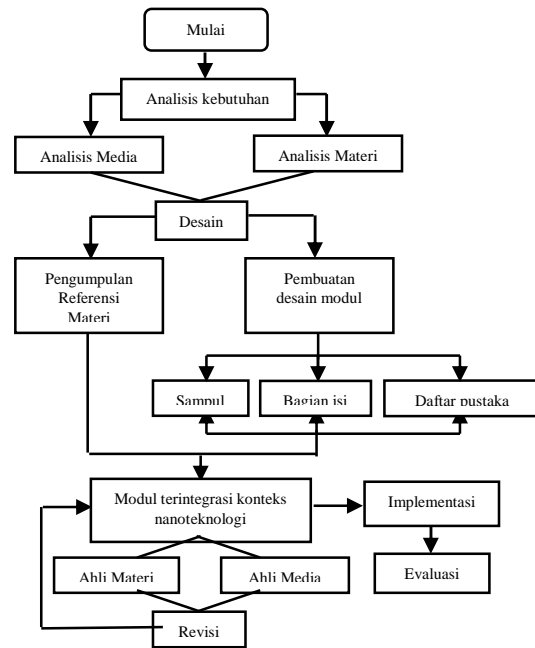 Mulai
Analisis kebutuhan
Analisis Media
Analisis Materi
Desain
Pengumpulan
Referensi
Materi
Pembuatan
desain modul
Sampul
Bagian isi
Daftar pustaka
Modul terintegrasi konteks
nanoteknologi
Implementasi
Ahli Materi
Ahli Media
Evaluasi
Revisi